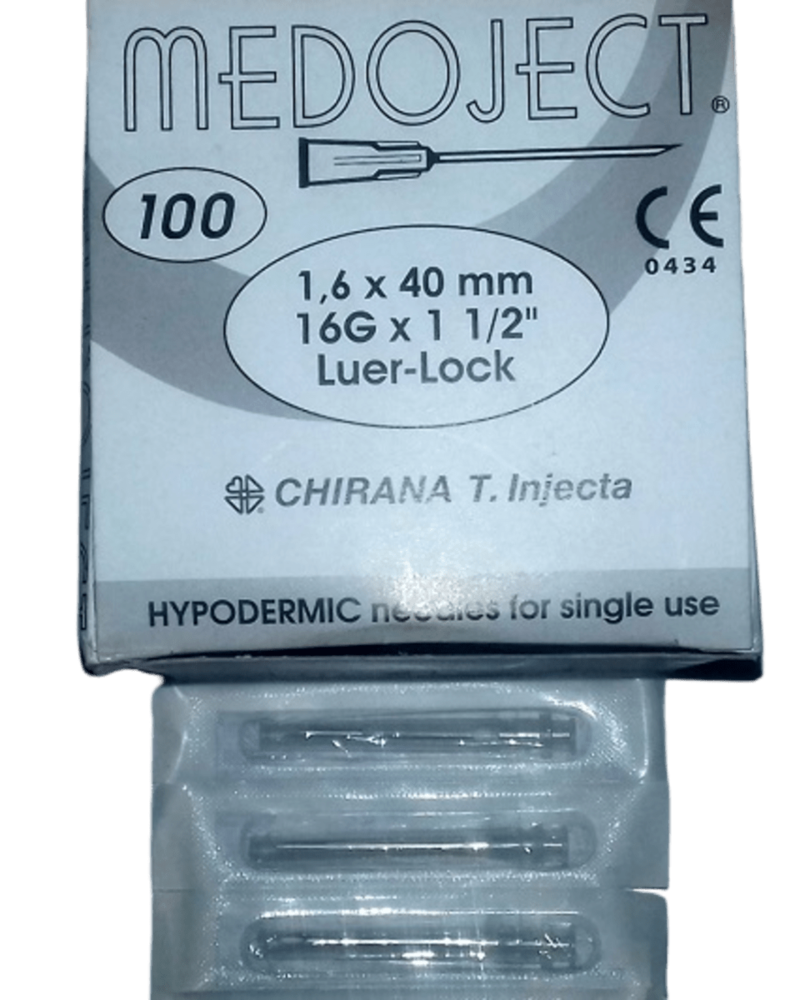 MEDOJECT®
100
CE
0434
1,6 x 40 mm
16G x 1 1/2"
Luer-Lock
CHIRANA T. Injecta
HYPODERMIC needles for single use